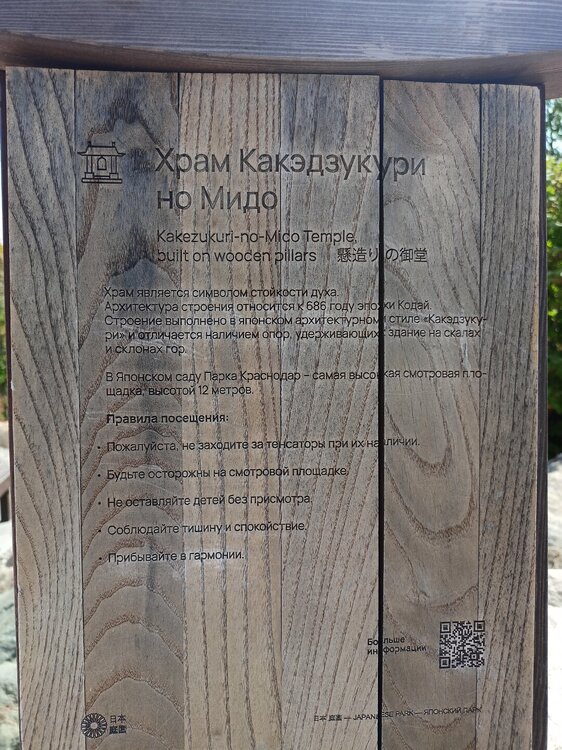 Храм Какэдзукури
но Мидо
Kakezukuri-no-Mido Temple,
built on wooden pillars 懸造りの御堂
Храм является символом стойкости духа.
Архитектура строения относится к 686 году эпохи Кодай.
Строение выполнено в японском архитектурном стиле «Какэдзуку-
ри» и отличается наличием опор, удерживающих здание на скалах
и склонах гор.
В Японском саду Парка Краснодар – самая высокая смотровая пло-
щадка, высотой 12 метров.
Правила посещения:
• Пожалуйста, не заходите за тенсаторы при их наличии.
• Будьте осторожны на смотровой площадке.
• Не оставляйте детей без присмотра.
• Соблюдайте тишину и спокойствие.
• Прибывайте в гармонии.
Больше
информации
日本
庭園
日本庭園 — JAPANESE PARK — ЯПОНСКИЙ ПАРК